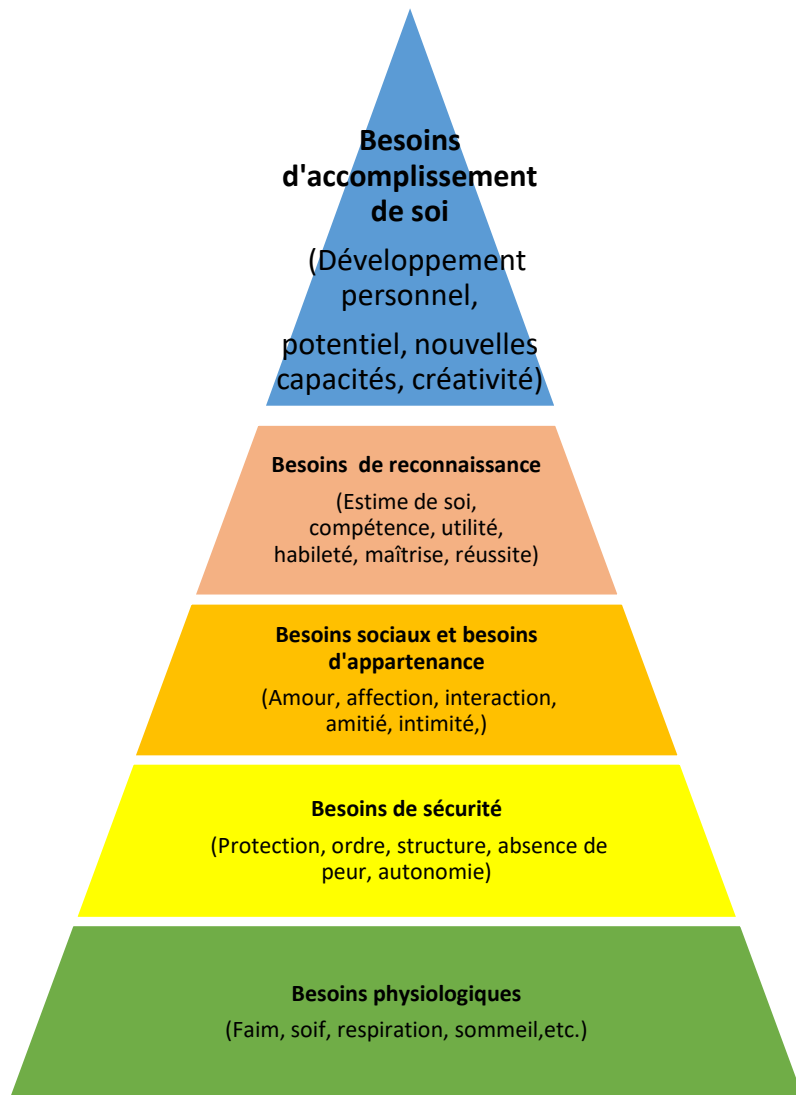 Besoins
d'accomplissement
de soi
(Développement
personnel,
potentiel, nouvelles
capacités, créativité)
Besoins  de reconnaissance
(Estime de soi,
compétence, utilité,
habileté, maîtrise, réussite)
Besoins sociaux et besoins
d'appartenance
(Amour, affection, interaction,
amitié, intimité,)
Besoins de sécurité
(Protection, ordre, structure, absence de
peur, autonomie)
Besoins physiologiques
(Faim, soif, respiration, sommeil,etc.)